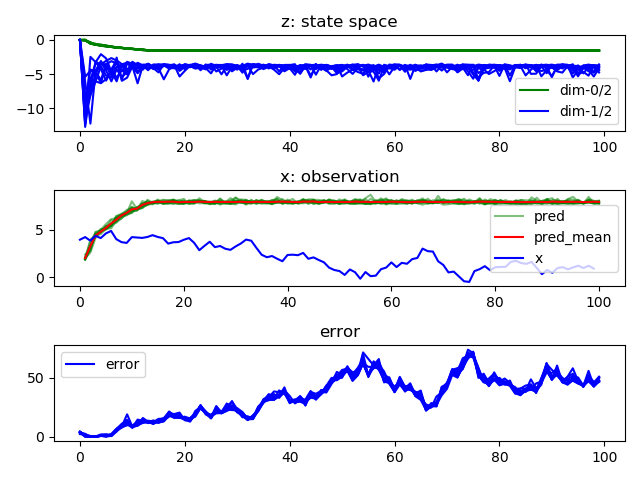 z: state space
0
−5
−10
dim-0/2
dim-1/2
0 20 40 60 80 100
x: observation
5
0
pred
pred_mean
x
0 20 40 60 80 100
error
50
0
error
0 20 40 60 80 100